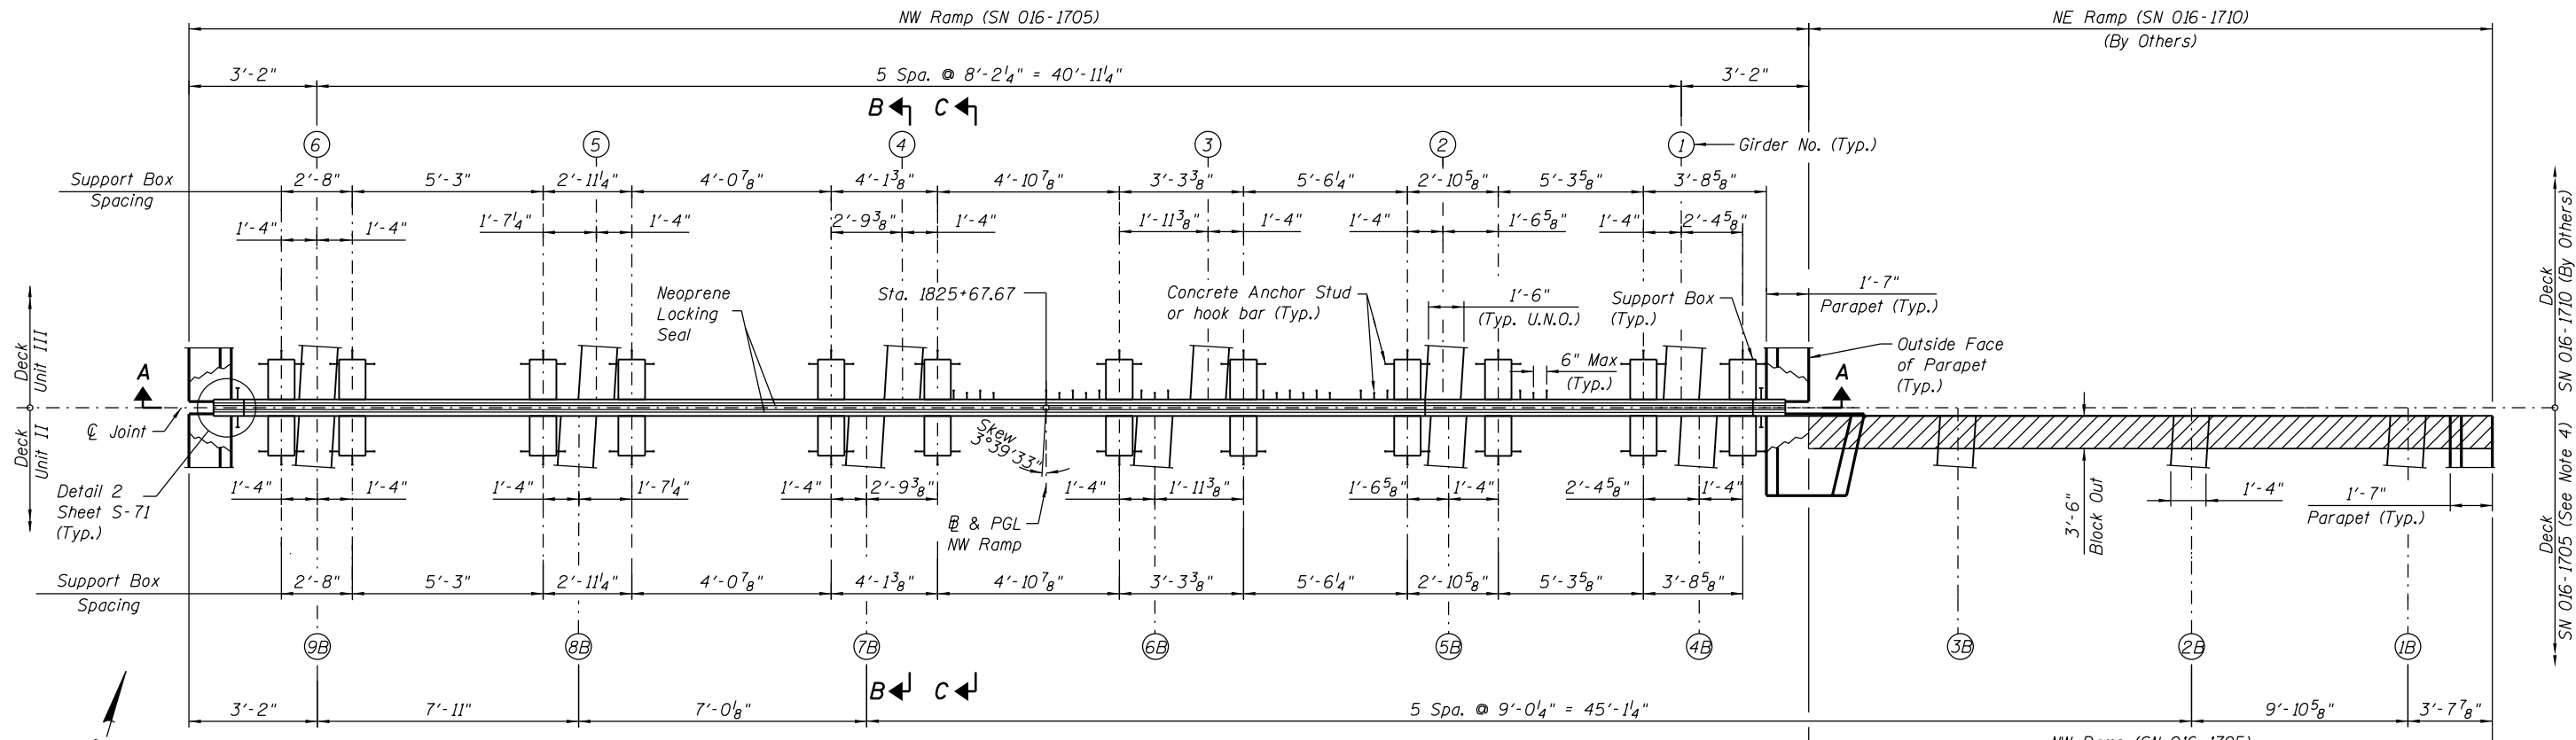 NW Ramp (SN 016-1705)
NE Ramp (SN 016-1710)
(By Others)
3'-2"
5 Spa. @ 8'-2¼" = 40'-11¼"
3'-2"
B
C
6
5
4
3
2
1
Girder No. (Typ.)
Support Box
Spacing
2'-8"
5'-3"
2'-11¼"
4'-0⅞"
4'-1⅜"
4'-10⅞"
3'-3⅜"
5'-6¼"
2'-10⅝"
5'-3⅝"
3'-8⅝"
1'-4"
1'-4"
1'-7¼"
1'-4"
2'-9⅜"
1'-4"
1'-11⅜"
1'-4"
1'-4"
1'-6⅝"
1'-4"
2'-4⅝"
Neoprene
Locking
Seal
Sta. 1825+67.67
Concrete Anchor Stud
or hook bar (Typ.)
1'-6"
(Typ. U.N.O.)
Support Box
(Typ.)
1'-7"
Parapet (Typ.)
6" Max
(Typ.)
Outside Face
of Parapet
(Typ.)
Deck
Unit III
Deck
Unit II
A
A
℄ Joint
Deck
SN 016-1710 (By Others)
Deck
SN 016-1705 (See Note 4)
Skew
3°39'33"
Detail 2
Sheet S-71
(Typ.)
1'-4"
1'-4"
1'-4"
1'-7¼"
1'-4"
2'-9⅜"
1'-4"
1'-11⅜"
1'-6⅝"
1'-4"
2'-4⅝"
1'-4"
3'-6"
Block Out
1'-4"
1'-7"
Parapet (Typ.)
BL & PGL
NW Ramp
Support Box
Spacing
2'-8"
5'-3"
2'-11¼"
4'-0⅞"
4'-1⅜"
4'-10⅞"
3'-3⅜"
5'-6¼"
2'-10⅝"
5'-3⅝"
3'-8⅝"
9B
8B
7B
6B
5B
4B
3B
2B
1B
B
C
3'-2"
7'-11"
7'-0⅛"
5 Spa. @ 9'-0¼" = 45'-1¼"
9'-10⅝"
3'-7⅞"
NW Ramp (SN 016-1705)